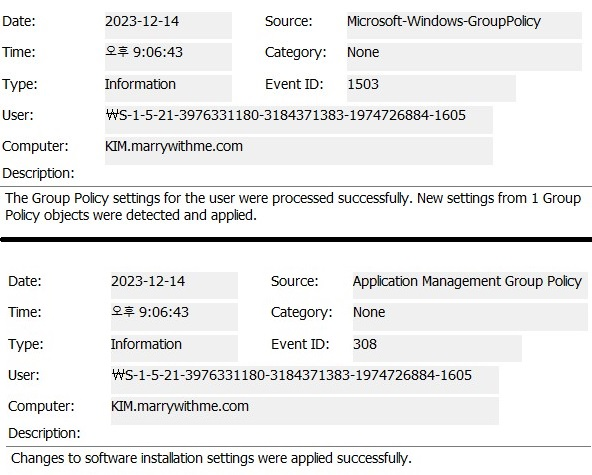 Date: 2023-12-14 Source: Microsoft-Windows-GroupPolicy
Time: 오후 9:06:43 Category: None
Type: Information Event ID: 1503
User: ₩S-1-5-21-3976331180-3184371383-1974726884-1605
Computer: KIM.marrywithme.com
Description:
The Group Policy settings for the user were processed successfully. New settings from 1 Group
Policy objects were detected and applied.
Date: 2023-12-14 Source: Application Management Group Policy
Time: 오후 9:06:43 Category: None
Type: Information Event ID: 308
User: ₩S-1-5-21-3976331180-3184371383-1974726884-1605
Computer: KIM.marrywithme.com
Description:
Changes to software installation settings were applied successfully.